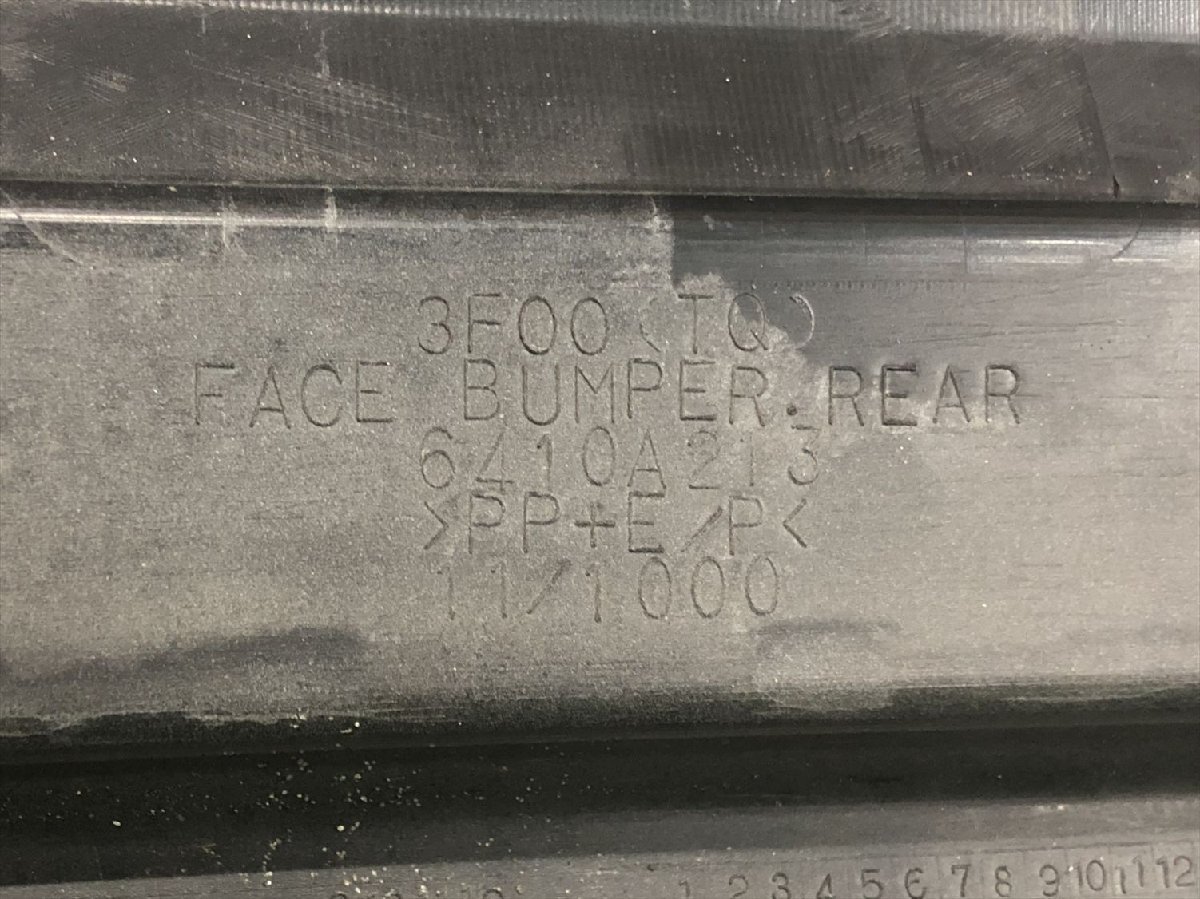 3F00(TQ)
FACE BUMPER.REAR
6410A213
>PP+E/P<
11/1000
1 2 3 4 5 6 7 8 9 10 11 12